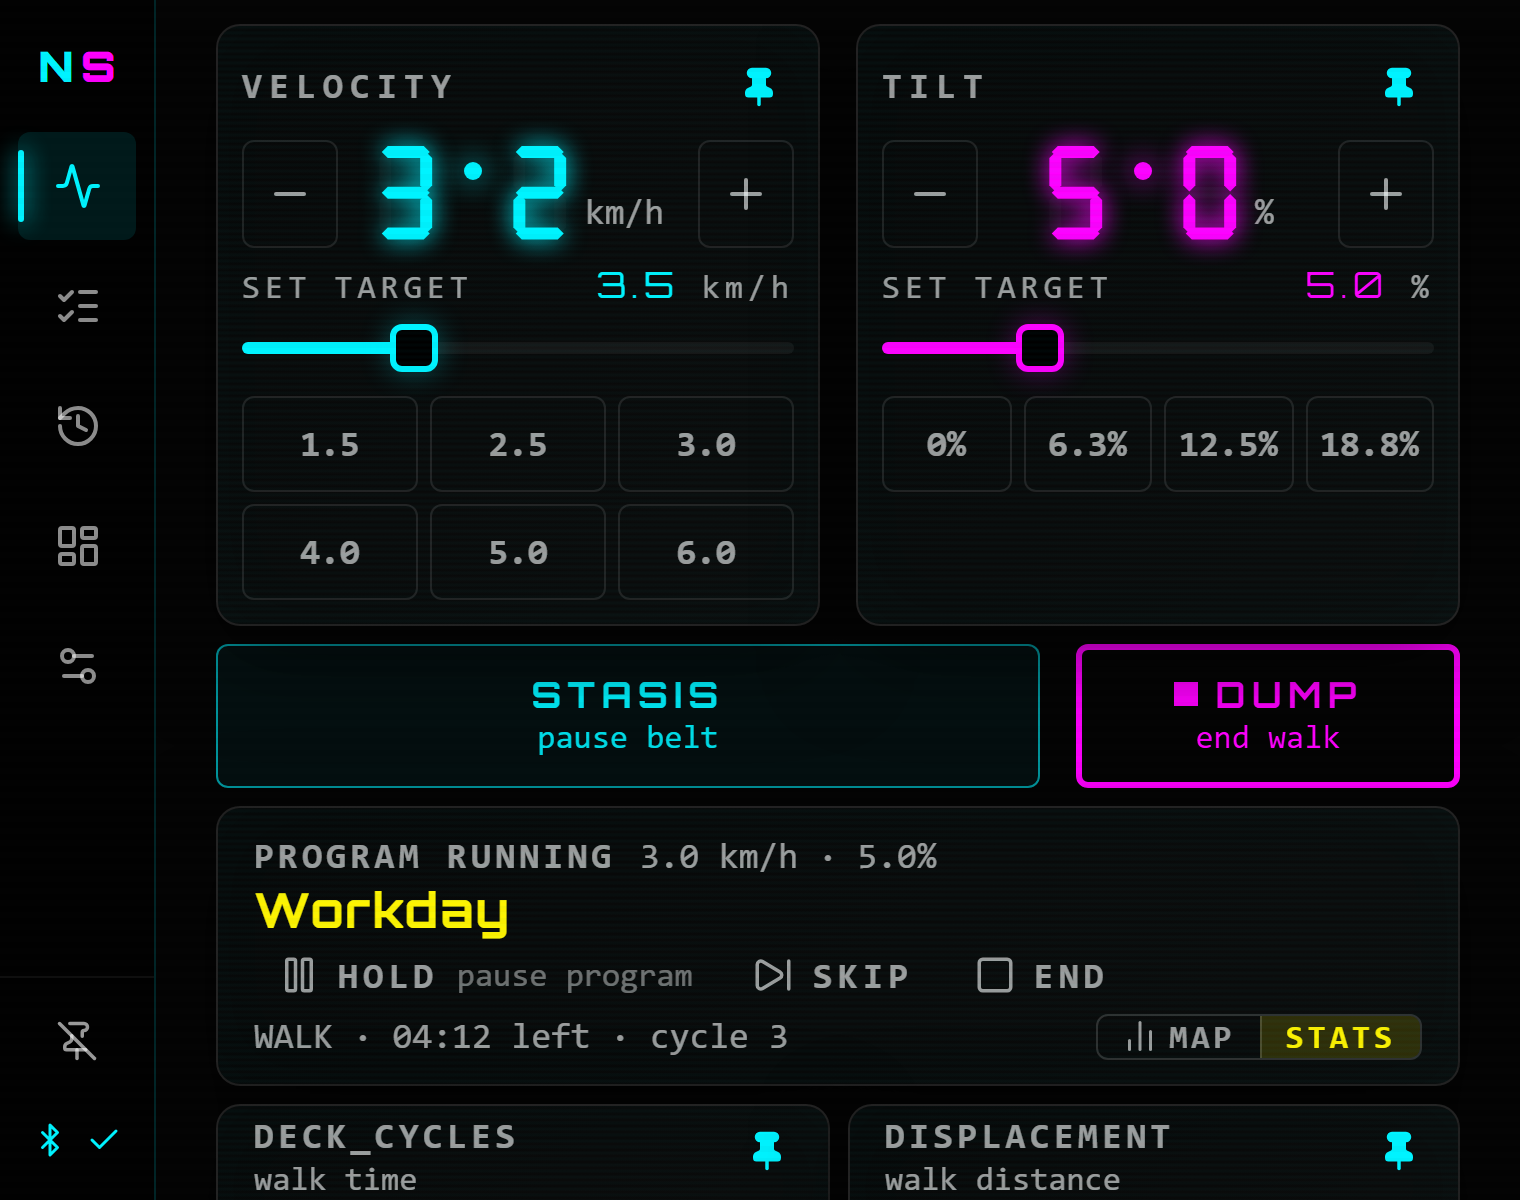 NS
VELOCITY
3.2 km/h
SET TARGET 3.5 km/h
1.5 2.5 3.0
4.0 5.0 6.0
TILT
5.0 %
SET TARGET 5.0 %
0% 6.3% 12.5% 18.8%
STASIS
pause belt
DUMP
end walk
PROGRAM RUNNING 3.0 km/h · 5.0%
Workday
HOLD pause program SKIP END
WALK · 04:12 left · cycle 3 MAP STATS
DECK_CYCLES
walk time
DISPLACEMENT
walk distance